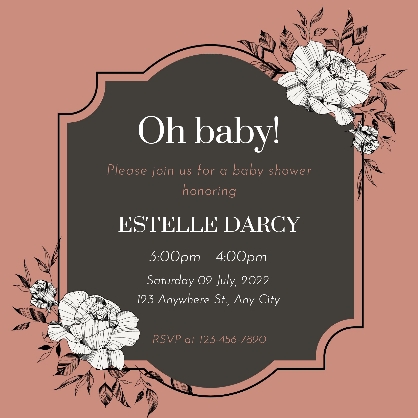 Oh baby!
Please join us for a baby shower
honoring
ESTELLE DARCY
3:00pm 4:00pm
Saturday 09 July, 2022
123 Anywhere St., Any City
RSVP at 123-456-7890